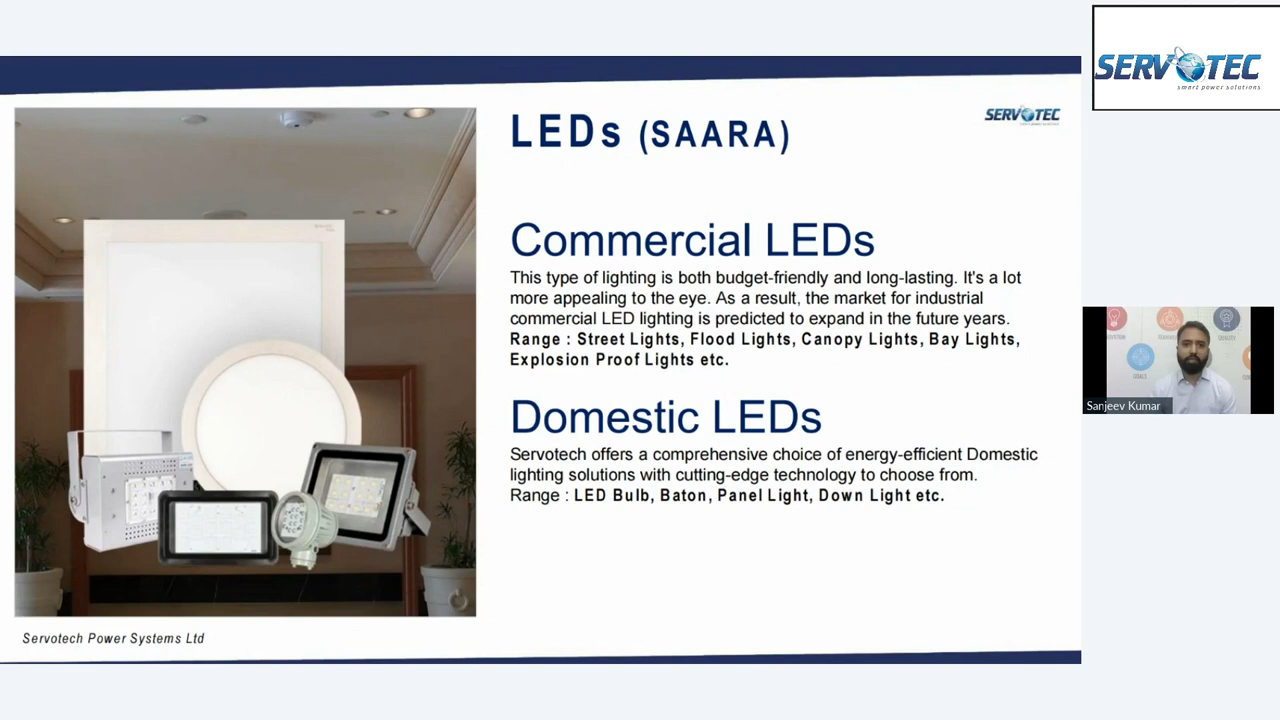 SERVOTEC
smart power solutions
SERVOTEC
LEDs (SAARA)
Commercial LEDs
This type of lighting is both budget-friendly and long-lasting. It's a lot
more appealing to the eye. As a result, the market for industrial
commercial LED lighting is predicted to expand in the future years.
Range : Street Lights, Flood Lights, Canopy Lights, Bay Lights,
Explosion Proof Lights etc.
Domestic LEDs
Servotech offers a comprehensive choice of energy-efficient Domestic
lighting solutions with cutting-edge technology to choose from.
Range : LED Bulb, Baton, Panel Light, Down Light etc.
Servotech Power Systems Ltd
QUALITY
GOALS
Sanjeev Kumar